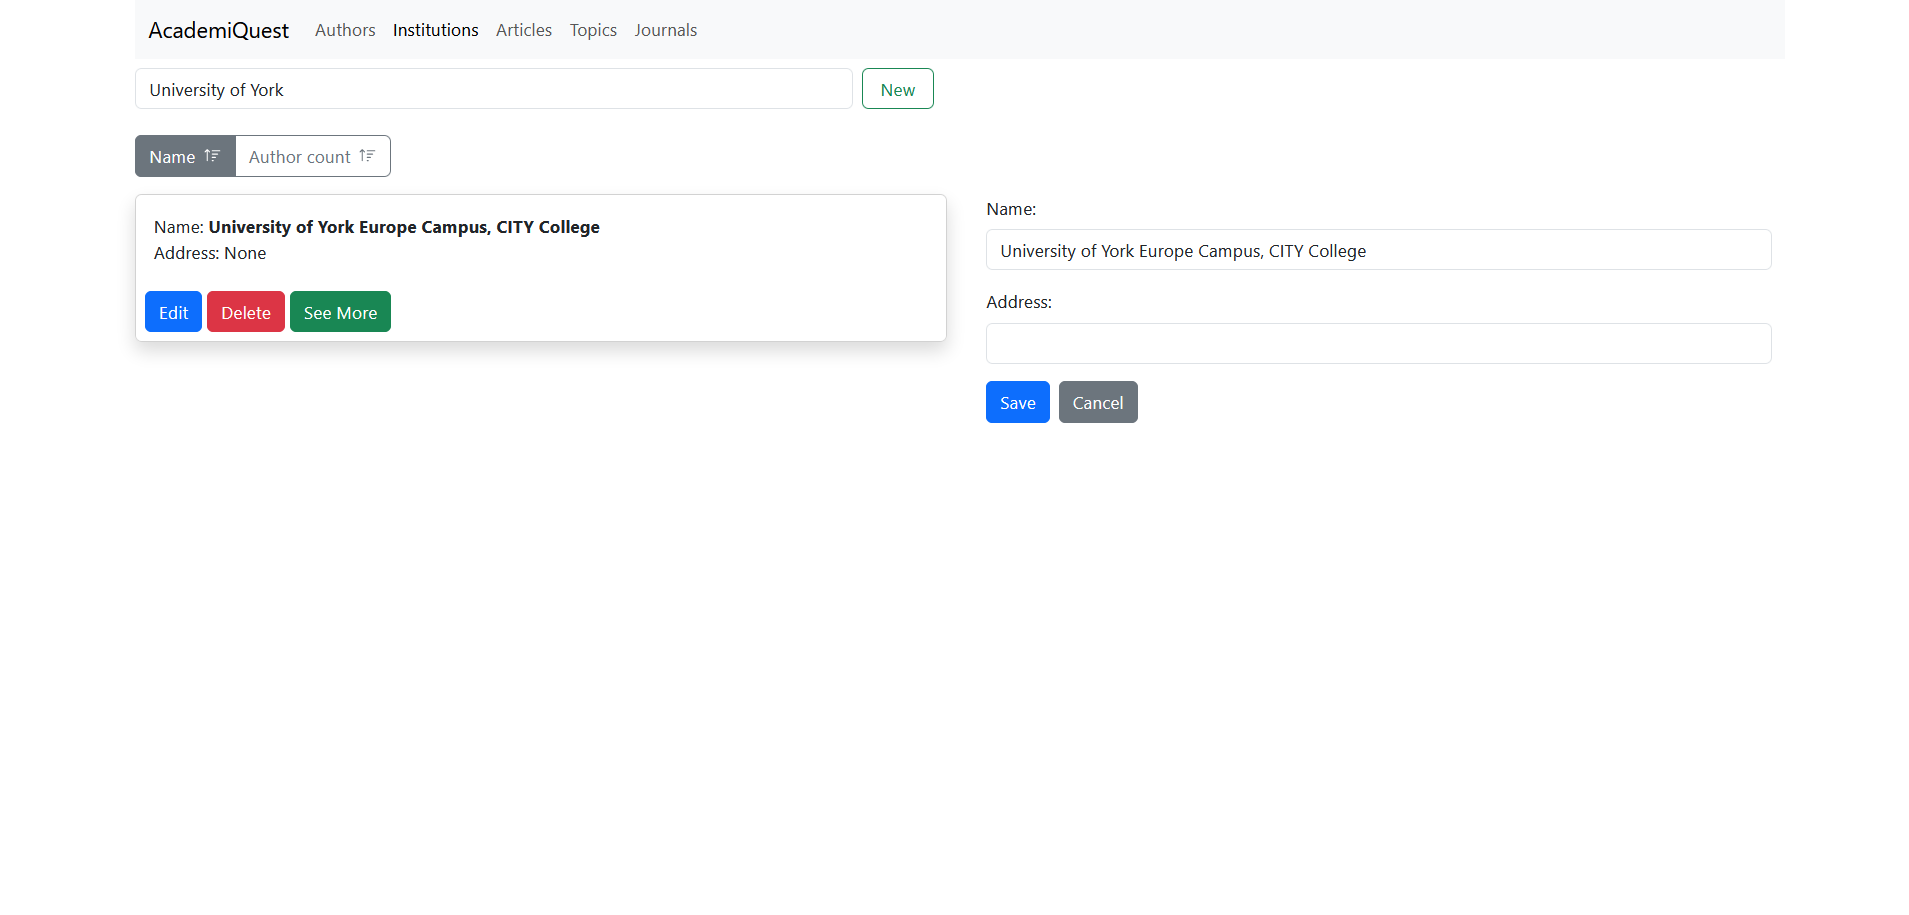 AcademiQuest Authors Institutions Articles Topics Journals
University of York New
Name Author count
Name: University of York Europe Campus, CITY College
Address: None
Edit Delete See More
Name:
University of York Europe Campus, CITY College
Address:
Save Cancel